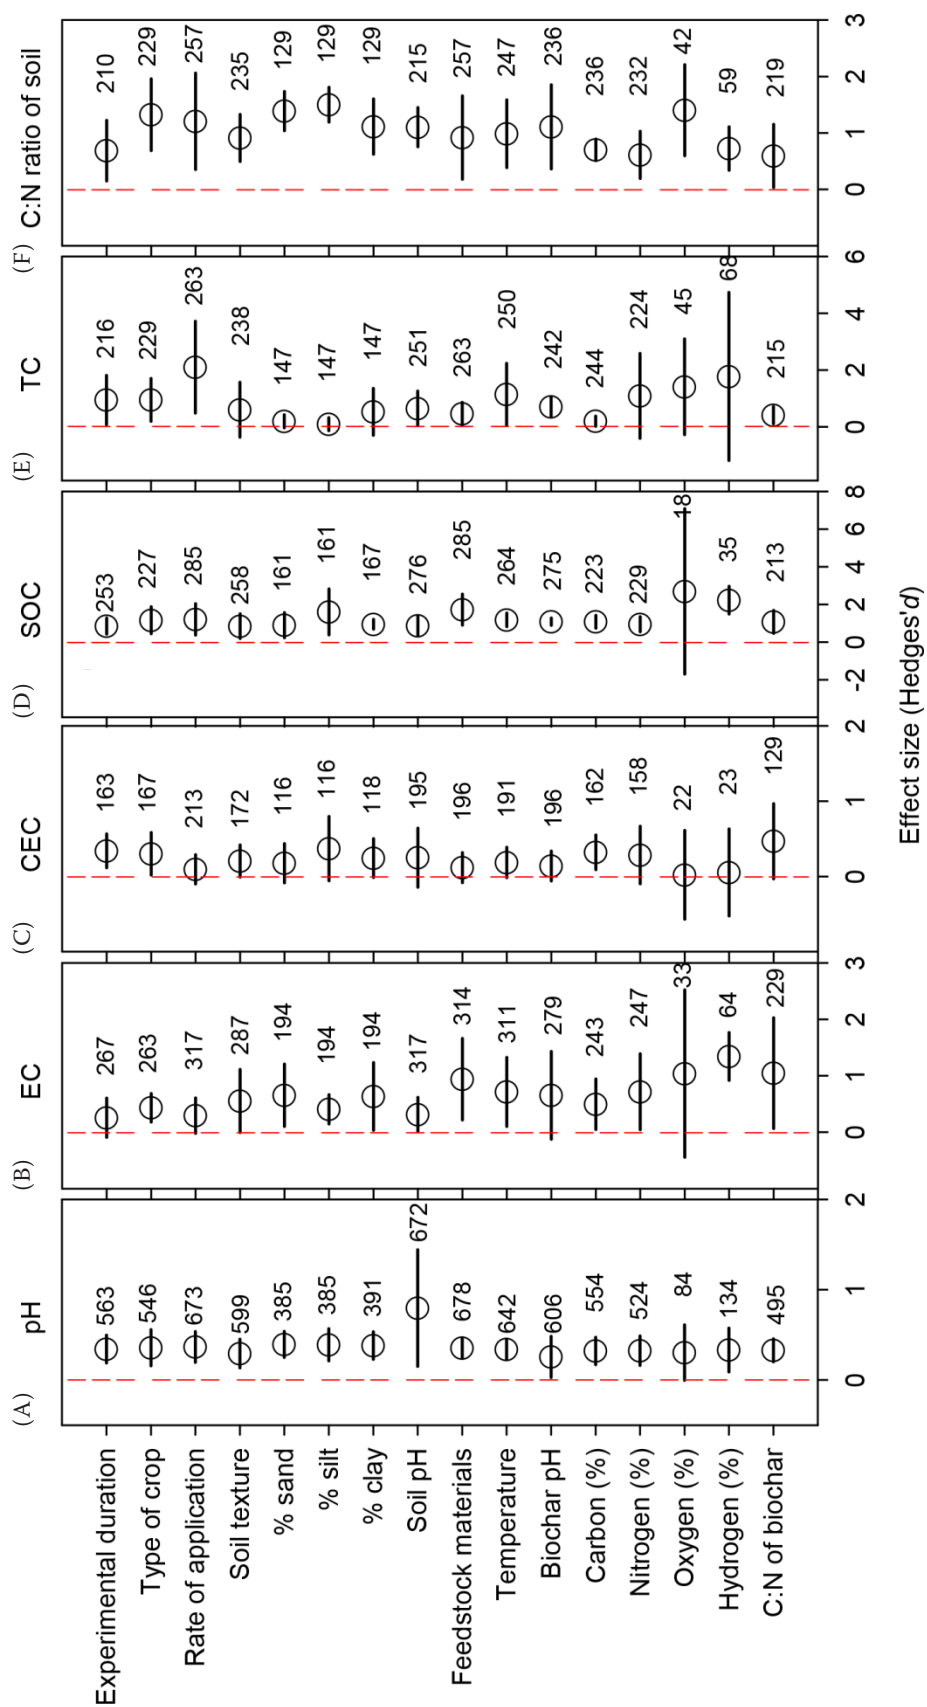 (A)
pH
(B)
EC
(C)
CEC
(D)
SOC
(E)
TC
(F)
C:N ratio of soil
Experimental duration 563 267 163 253 216 210
Type of crop 546 263 167 227 229 229
Rate of application 673 317 213 285 263 257
Soil texture 599 287 172 258 238 235
% sand 385 194 116 161 147 129
% silt 385 194 116 161 147 129
% clay 391 194 118 167 147 129
Soil pH 672 317 195 276 251 215
Feedstock materials 678 314 196 285 263 257
Temperature 642 311 191 264 250 247
Biochar pH 606 279 196 275 242 236
Carbon (%) 554 243 162 223 244 236
Nitrogen (%) 524 247 158 229 224 232
Oxygen (%) 84 33 22 18 45 42
Hydrogen (%) 134 64 23 35 68 59
C:N of biochar 495 229 129 213 215 219
0 1 2
0 1 2 3
0 1 2
-2 0 2 4 6 8
0 2 4 6
0 1 2 3
Effect size (Hedges'd)